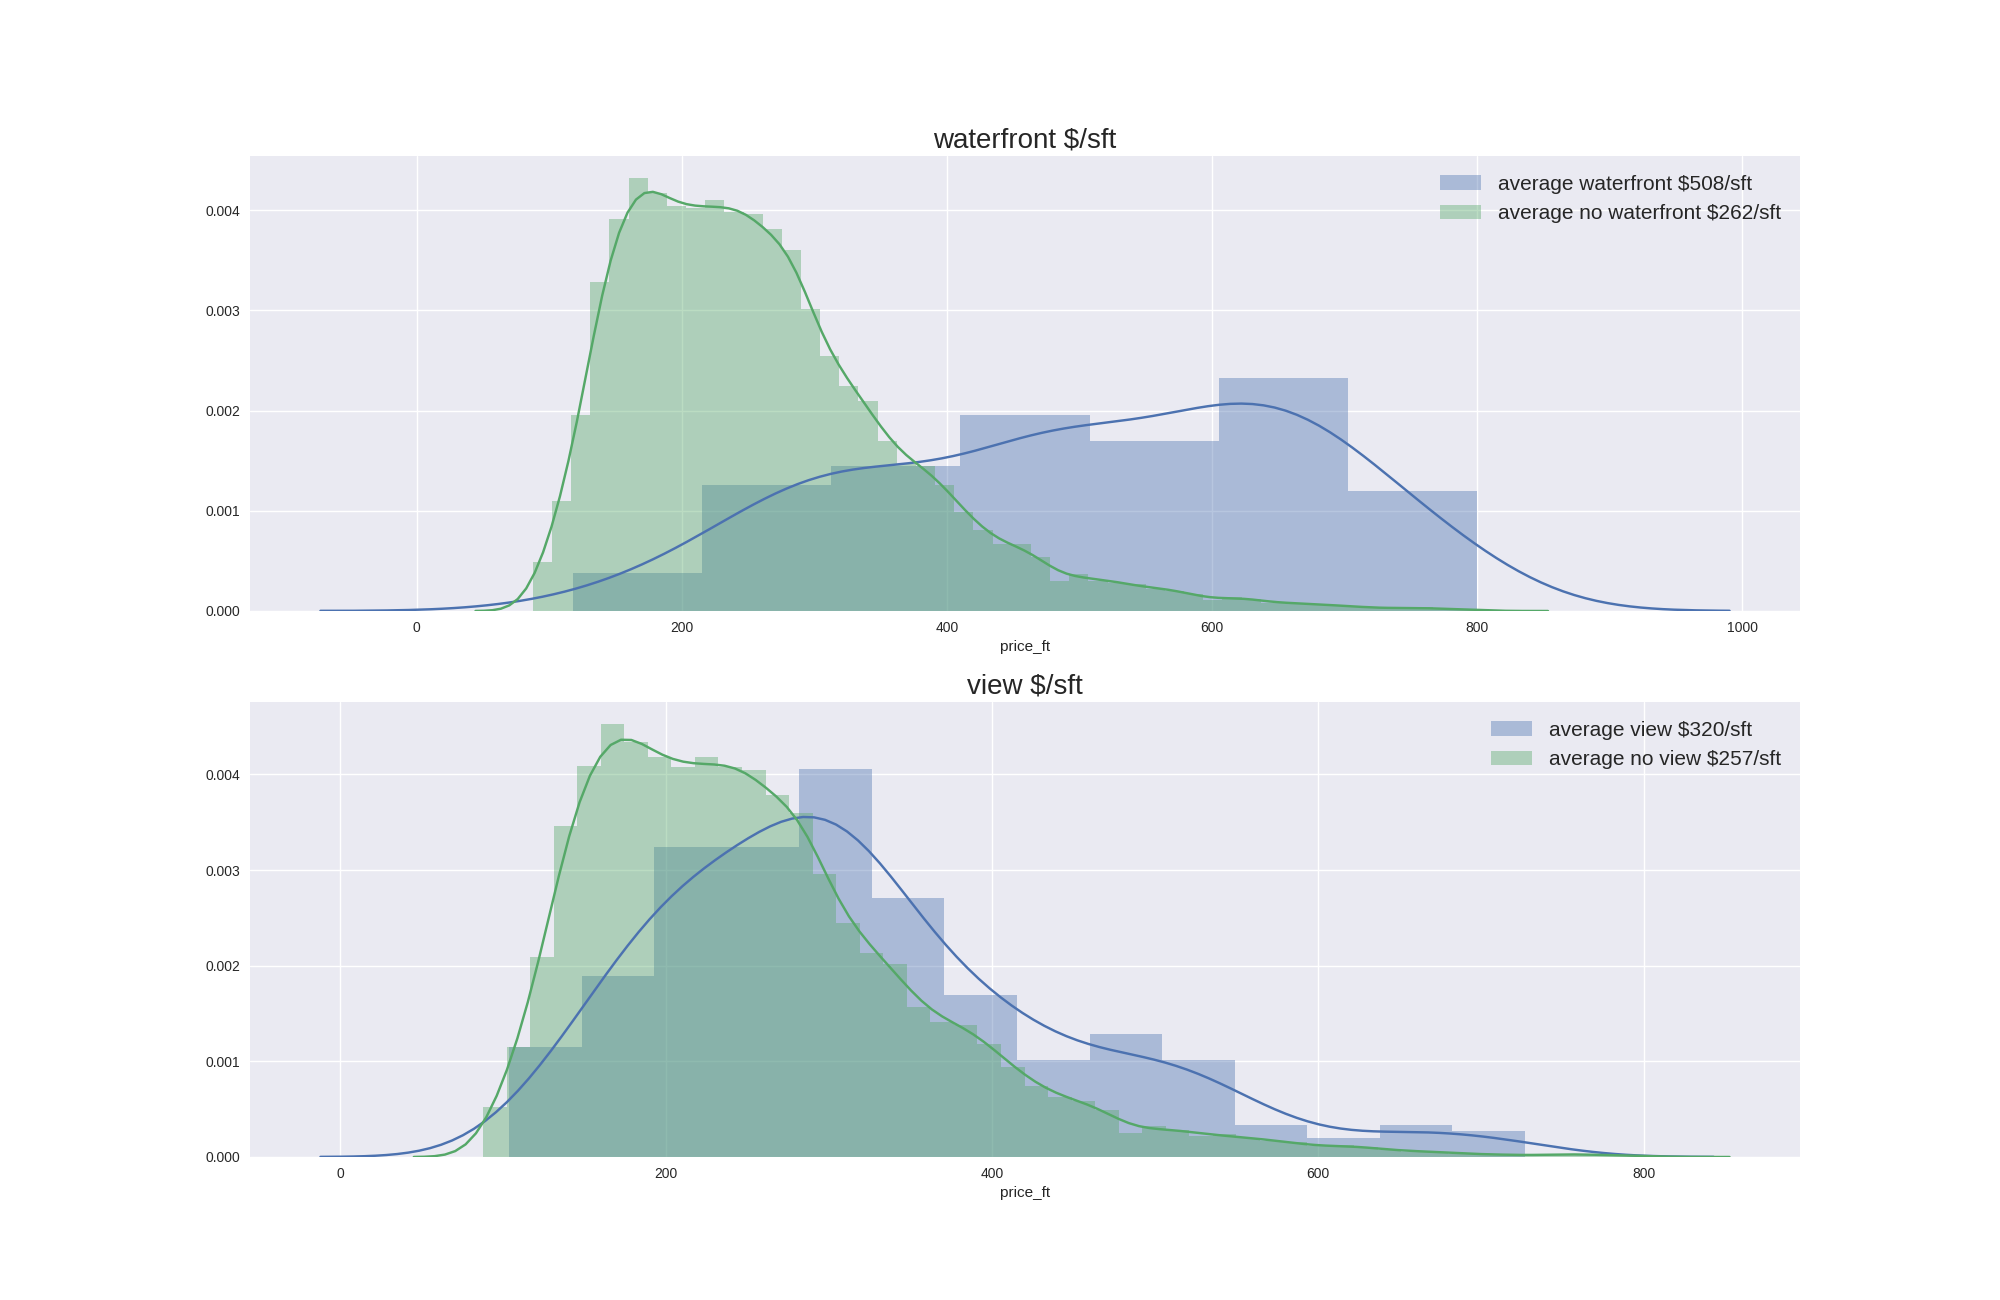 waterfront $/sft
average waterfront $508/sft
average no waterfront $262/sft
0.004
0.003
0.002
0.001
0.000
0 200 400 600 800 1000
price_ft
view $/sft
average view $320/sft
average no view $257/sft
0.004
0.003
0.002
0.001
0.000
0 200 400 600 800
price_ft